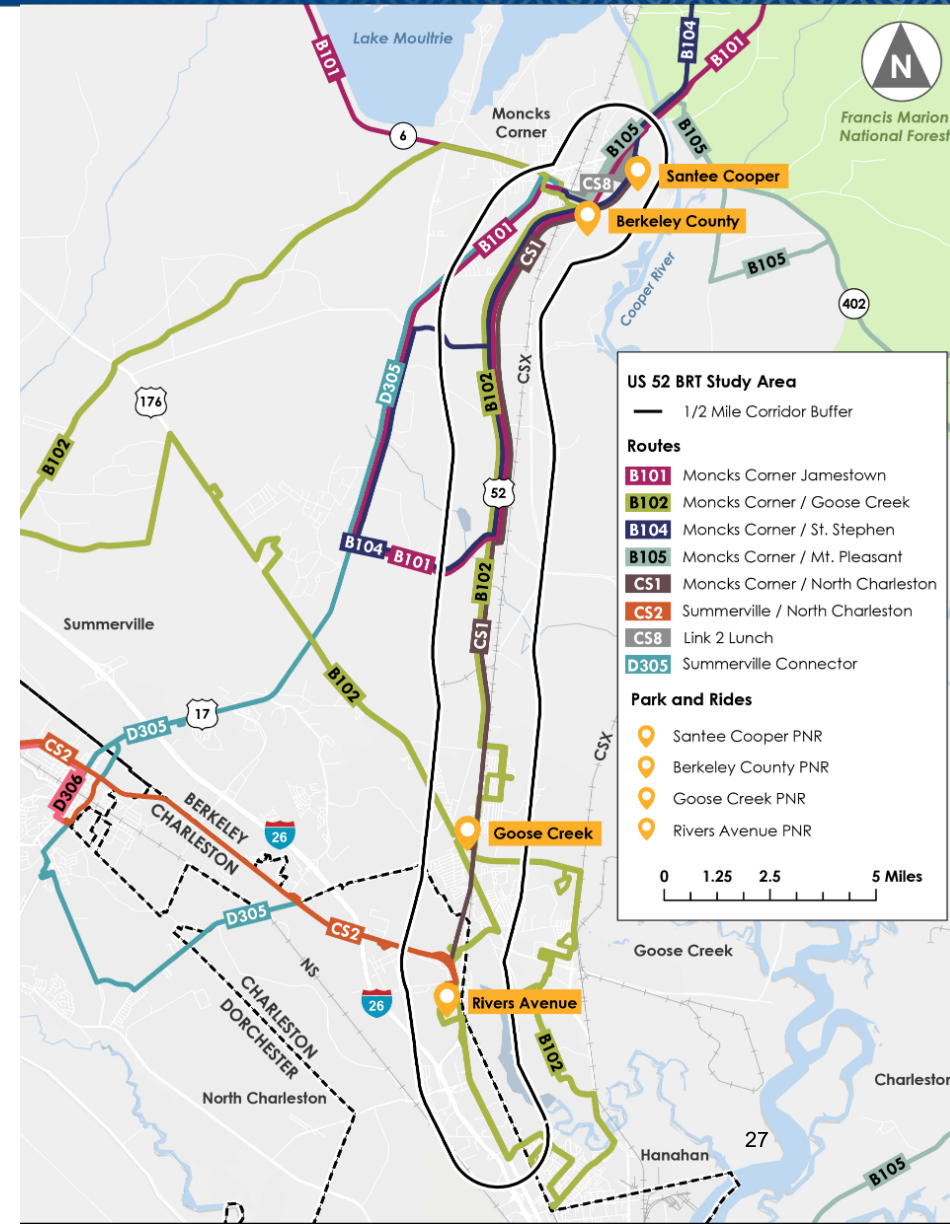 B101
Lake Moultrie
B104
B101
N
Moncks
Corner
6
B105
B105
Francis Marion
National Forest
CS8
Santee Cooper
Berkeley County
B101
CS1
B105
Cooper River
402
D305
CSX
B102
176
B102
52
B104
B101
B102
CS1
Summerville
B102
17
D305
CSX
CS2
D306
BERKELEY
CHARLESTON
26
Goose Creek
D305
CS2
NS
26
Rivers Avenue
CHARLESTON
DORCHESTER
B102
North Charleston
Goose Creek
Charleston
27
Hanahan
B105
US 52 BRT Study Area
1/2 Mile Corridor Buffer
Routes
B101 Moncks Corner Jamestown
B102 Moncks Corner / Goose Creek
B104 Moncks Corner / St. Stephen
B105 Moncks Corner / Mt. Pleasant
CS1 Moncks Corner / North Charleston
CS2 Summerville / North Charleston
CS8 Link 2 Lunch
D305 Summerville Connector
Park and Rides
Santee Cooper PNR
Berkeley County PNR
Goose Creek PNR
Rivers Avenue PNR
0 1.25 2.5 5 Miles